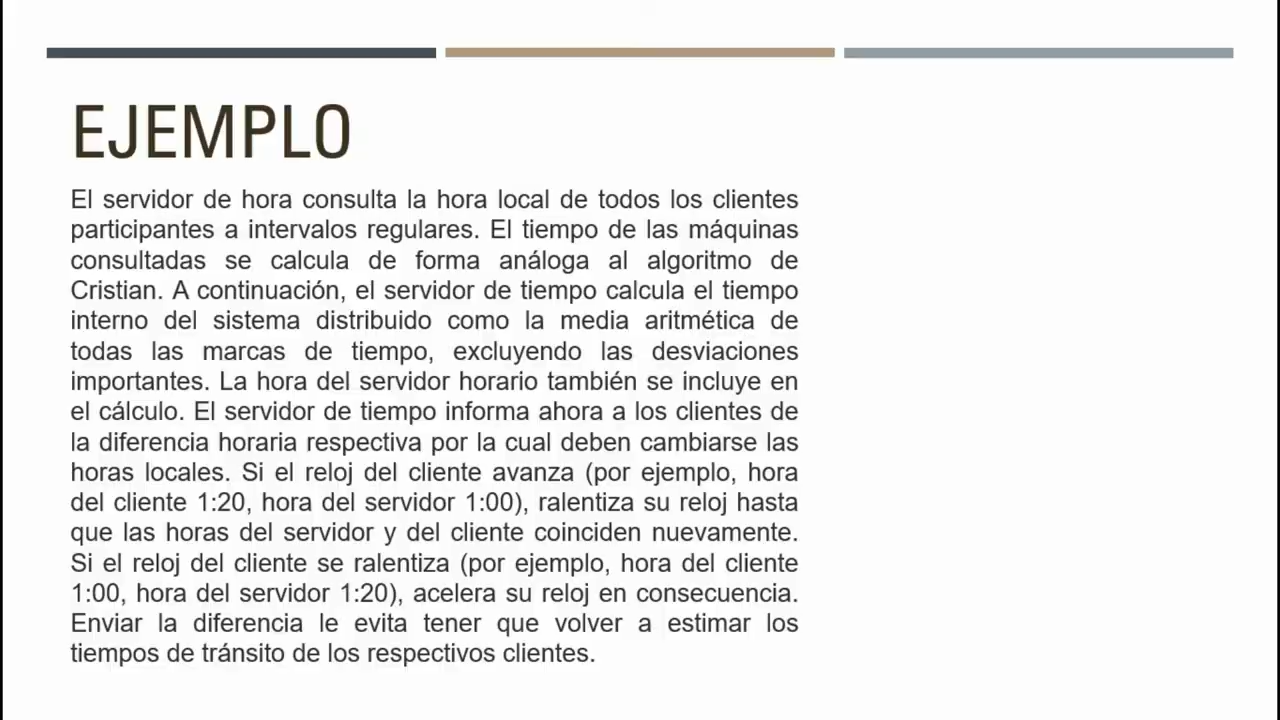 EJEMPLO
El servidor de hora consulta la hora local de todos los clientes
participantes a intervalos regulares. El tiempo de las máquinas
consultadas se calcula de forma análoga al algoritmo de
Cristian. A continuación, el servidor de tiempo calcula el tiempo
interno del sistema distribuido como la media aritmética de
todas las marcas de tiempo, excluyendo las desviaciones
importantes. La hora del servidor horario también se incluye en
el cálculo. El servidor de tiempo informa ahora a los clientes de
la diferencia horaria respectiva por la cual deben cambiarse las
horas locales. Si el reloj del cliente avanza (por ejemplo, hora
del cliente 1:20, hora del servidor 1:00), ralentiza su reloj hasta
que las horas del servidor y del cliente coinciden nuevamente.
Si el reloj del cliente se ralentiza (por ejemplo, hora del cliente
1:00, hora del servidor 1:20), acelera su reloj en consecuencia.
Enviar la diferencia le evita tener que volver a estimar los
tiempos de tránsito de los respectivos clientes.